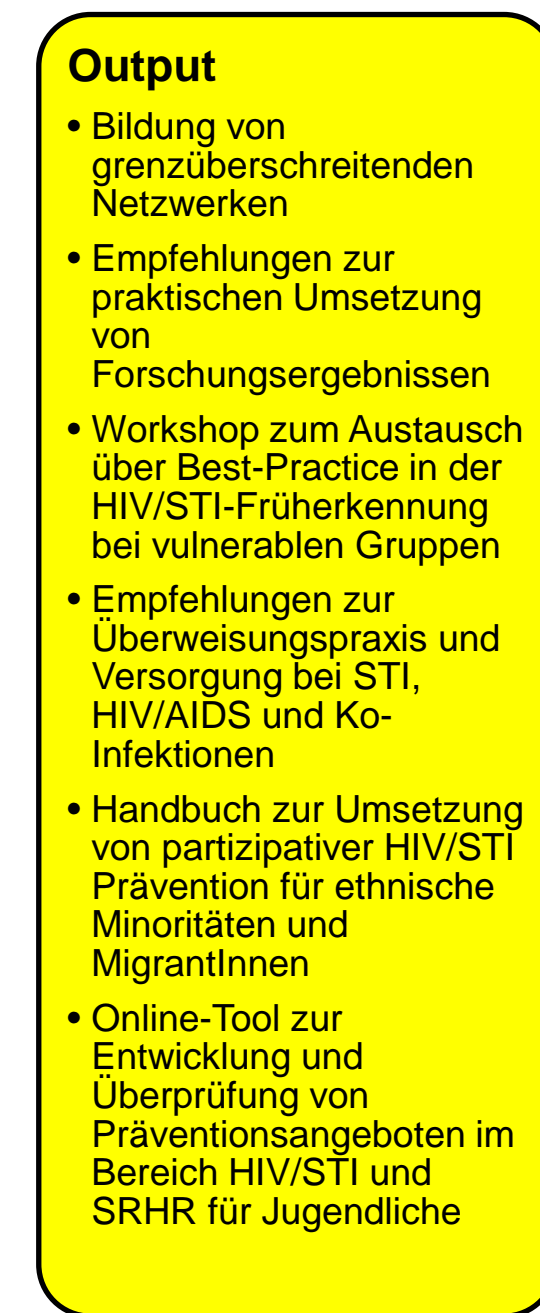 Output
• Bildung von
grenzüberschreitenden
Netzwerken
• Empfehlungen zur
praktischen Umsetzung
von
Forschungsergebnissen
• Workshop zum Austausch
über Best-Practice in der
HIV/STI-Früherkennung
bei vulnerablen Gruppen
• Empfehlungen zur
Überweisungspraxis und
Versorgung bei STI,
HIV/AIDS und Ko-
Infektionen
• Handbuch zur Umsetzung
von partizipativer HIV/STI
Prävention für ethnische
Minoritäten und
MigrantInnen
• Online-Tool zur
Entwicklung und
Überprüfung von
Präventionsangeboten im
Bereich HIV/STI und
SRHR für Jugendliche